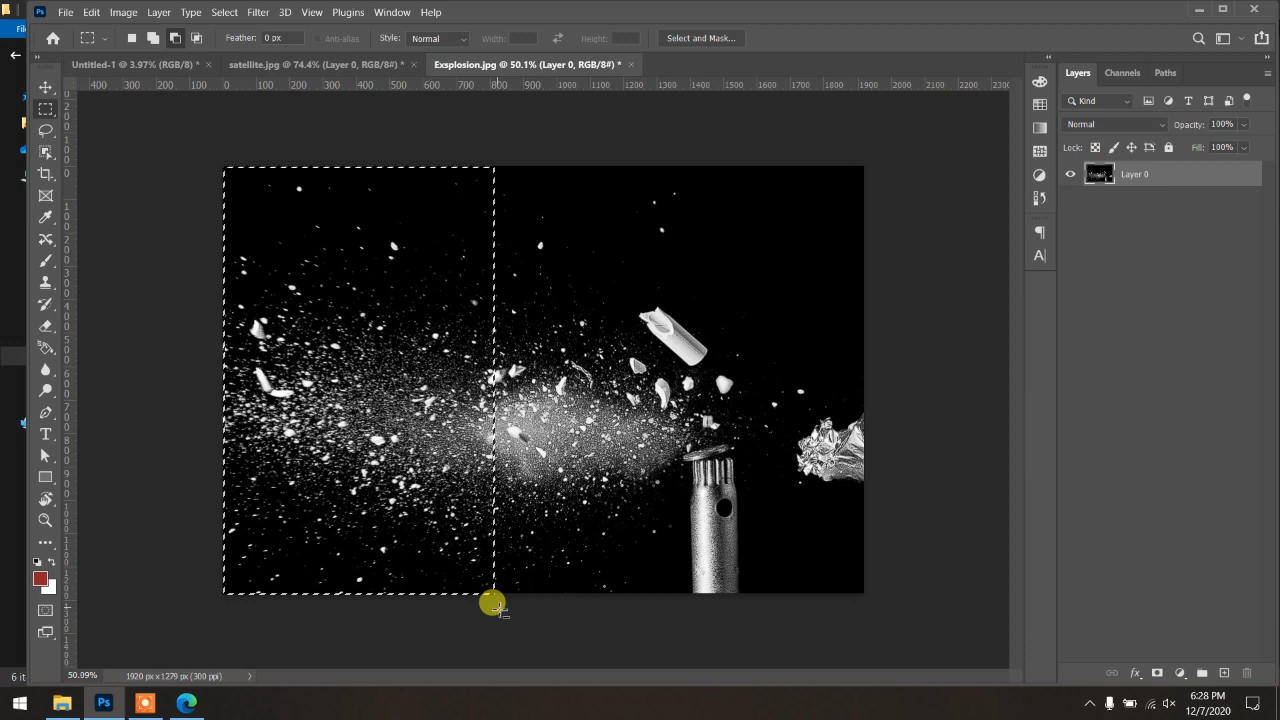 Ps File Edit Image Layer Type Select Filter 3D View Plugins Window Help
Feather: 0 px Anti-alias Style: Normal Width: Height: Select and Mask...
Untitled-1 @ 3.97% (RGB/8) * × satellite.jpg @ 74.4% (Layer 0, RGB/8#) * × Exsplosion.jpg @ 50.1% (Layer 0, RGB/8#) * ×
400 300 200 100 0 100 200 300 400 500 600 700 800 900 1000 1100 1200 1300 1400 1500 1600 1700 1800 1900 2000 2100 2200 2300
Layers Channels Paths
Kind
Normal Opacity: 100%
Lock: Fill: 100%
Layer 0
50.09% 1920 px x 1279 px (300 ppi)
6 it
Ps
6:28 PM
12/7/2020